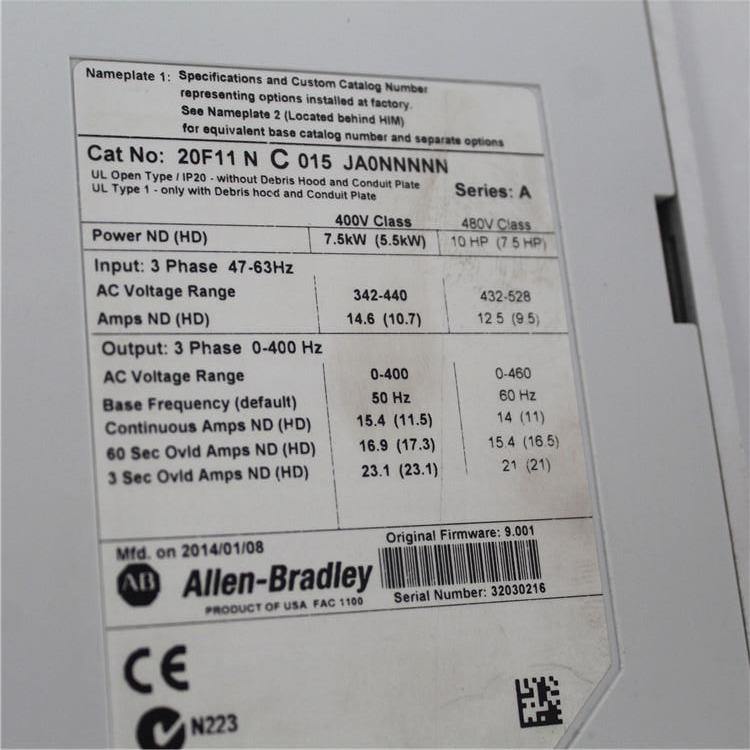 Nameplate 1: Specifications and Custom Catalog Number
representing options installed at factory.
See Nameplate 2 (Located behind HIM)
for equivalent base catalog number and separate options
Cat No: 20F11 N C 015 JA0NNNNN
UL Open Type / IP20 - without Debris Hood and Conduit Plate
UL Type 1 - only with Debris hood and Conduit Plate
Series: A
400V Class 480V Class
Power ND (HD) 7.5kW (5.5kW) 10 HP (7 5 HP)
Input: 3 Phase 47-63Hz
AC Voltage Range 342-440 432-528
Amps ND (HD) 14.6 (10.7) 12 5 (9 5)
Output: 3 Phase 0-400 Hz
AC Voltage Range 0-400 0-460
Base Frequency (default) 50 Hz 60 Hz
Continuous Amps ND (HD) 15.4 (11.5) 14 (11)
60 Sec Ovld Amps ND (HD) 16.9 (17.3) 15.4 (16.5)
3 Sec Ovld Amps ND (HD) 23.1 (23.1) 21 (21)
Mfd. on 2014/01/08 Original Firmware: 9.001
AB Allen-Bradley
PRODUCT OF USA FAC 1100 Serial Number: 32030216
CE
N223